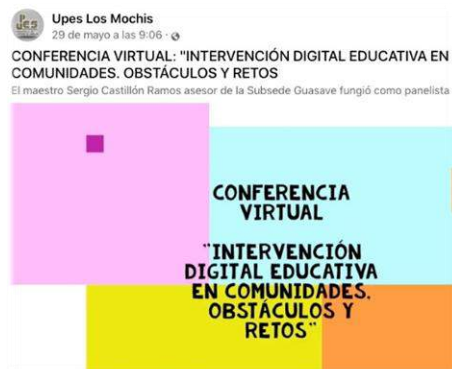 Upes Los Mochis
29 de mayo a las 9:06 ·
CONFERENCIA VIRTUAL: "INTERVENCIÓN DIGITAL EDUCATIVA EN
COMUNIDADES. OBSTÁCULOS Y RETOS
El maestro Sergio Castillón Ramos asesor de la Subsede Guasave fungió como panelista
CONFERENCIA
VIRTUAL
"INTERVENCIÓN
DIGITAL EDUCATIVA
EN COMUNIDADES.
OBSTÁCULOS Y
RETOS"